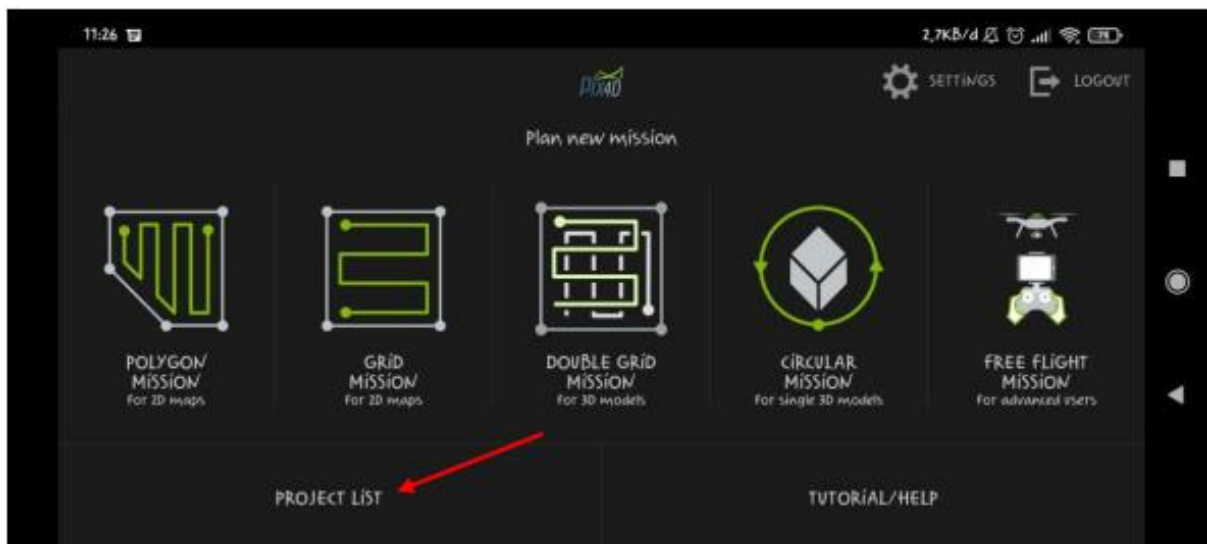 11:26
2,7KB/d
79
PIX4D
SETTINGS
LOGOUT
Plan new mission
POLYGON
MISSION
For 2D maps
GRID
MISSION
For 2D maps
DOUBLE GRID
MISSION
For 3D models
CIRCULAR
MISSION
For single 3D models
FREE FLIGHT
MISSION
For advanced users
PROJECT LIST
TUTORIAL/HELP